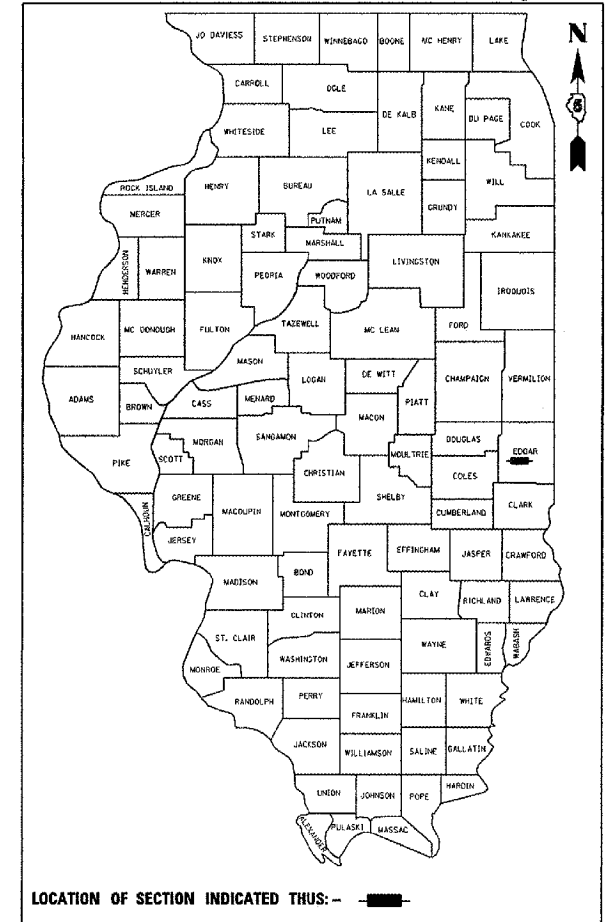 JO DAVIESS STEPHENSON WINNEBAGO BOONE MC HENRY LAKE
N
CARROLL OGLE DE KALB KANE DU PAGE COOK
WHITESIDE LEE
KENDALL WILL
ROCK ISLAND HENRY BUREAU LA SALLE GRUNDY
MERCER PUTNAM
STARK MARSHALL KANKAKEE
HENDERSON WARREN KNOX PEORIA WOODFORD LIVINGSTON IROQUOIS
HANCOCK MC DONOUGH FULTON TAZEWELL MC LEAN FORD
MASON
SCHUYLER LOGAN DE WITT CHAMPAIGN VERMILION
ADAMS BROWN CASS MENARD MACON PIATT
PIKE SCOTT MORGAN SANGAMON CHRISTIAN MOULTRIE DOUGLAS EDGAR
COLES
CALHOUN GREENE MACOUPIN MONTGOMERY SHELBY CUMBERLAND CLARK
JERSEY FAYETTE EFFINGHAM JASPER CRAWFORD
MADISON BOND CLAY RICHLAND LAWRENCE
CLINTON MARION
ST. CLAIR WAYNE EDWARDS WABASH
MONROE WASHINGTON JEFFERSON
RANDOLPH PERRY FRANKLIN HAMILTON WHITE
JACKSON WILLIAMSON SALINE GALLATIN
UNION JOHNSON POPE HARDIN
ALEXANDER PULASKI MASSAC
LOCATION OF SECTION INDICATED THUS: -